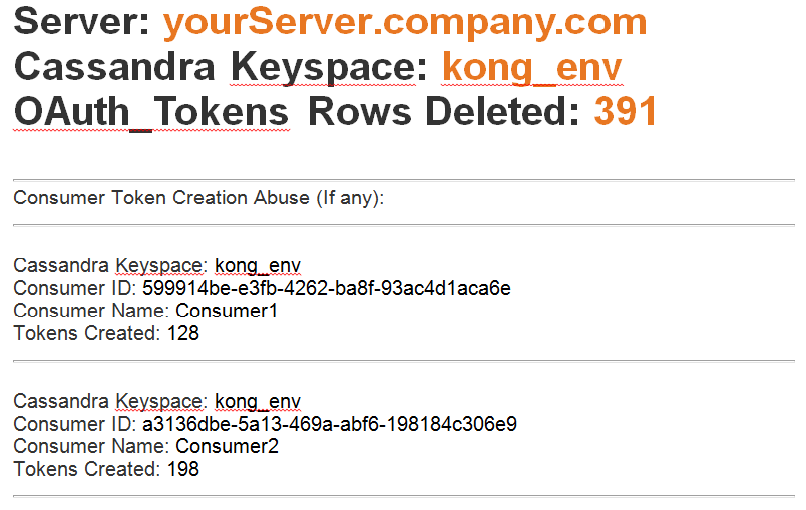 Server: yourServer.company.com
Cassandra Keyspace: kong_env
OAuth_Tokens Rows Deleted: 391
Consumer Token Creation Abuse (If any):
Cassandra Keyspace: kong_env
Consumer ID: 599914be-e3fb-4262-ba8f-93ac4d1aca6e
Consumer Name: Consumer1
Tokens Created: 128
Cassandra Keyspace: kong_env
Consumer ID: a3136dbe-5a13-469a-abf6-198184c306e9
Consumer Name: Consumer2
Tokens Created: 198